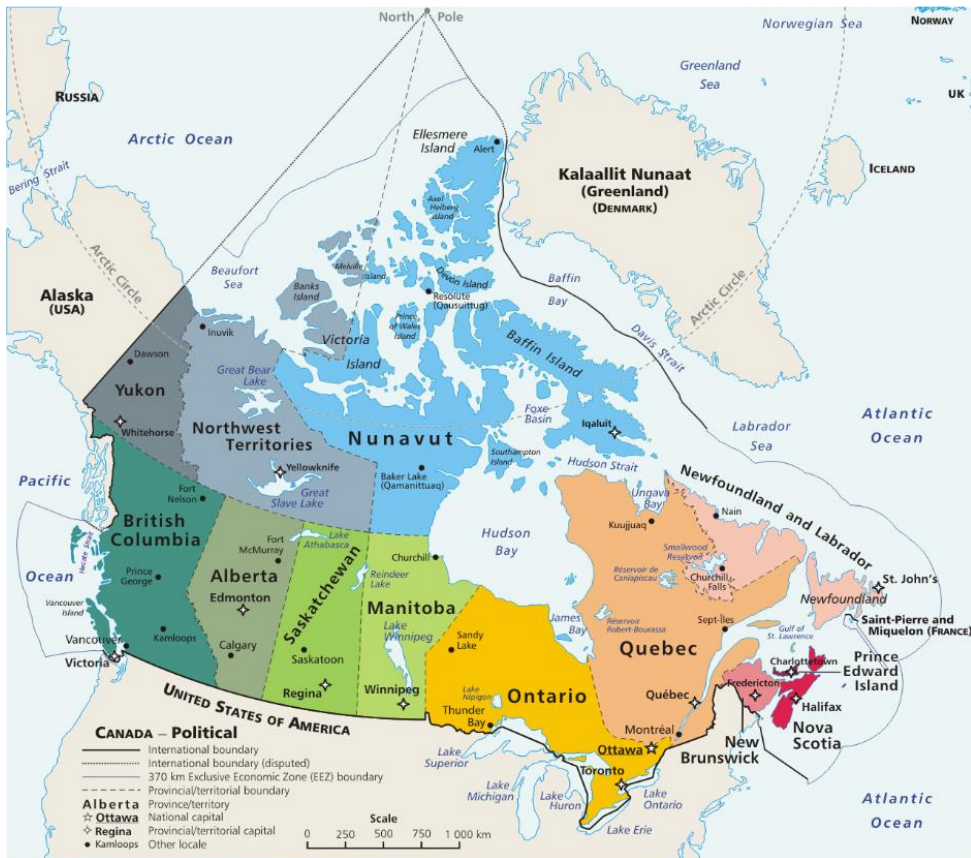 North Pole
Norwegian Sea
NORWAY
RUSSIA
Greenland
Sea
UK
Arctic Ocean
Ellesmere
Island
Alert
Kalaallit Nunaat
(Greenland)
(DENMARK)
ICELAND
Bering Strait
Axel
Heiberg
Island
Arctic Circle
Beaufort
Sea
Melville
Island
Devon Island
Baffin
Bay
Arctic Circle
Alaska
(USA)
Banks
Island
Resolute
(Qausuittuq)
Prince
of Wales
Island
Inuvik
Victoria
Island
Baffin Island
Davis Strait
Dawson
Great Bear
Lake
Yukon
Foxe
Basin
Iqaluit
Atlantic
Ocean
Whitehorse
Northwest
Territories
Nunavut
Labrador
Sea
Southampton
Island
Hudson Strait
Yellowknife
Baker Lake
(Qamanittuaq)
Pacific
Ocean
Fort
Nelson
Great
Slave Lake
Ungava
Bay
Newfoundland and Labrador
Nain
Kuujjuaq
British
Columbia
Hecate Strait
Hudson
Bay
Fort
McMurray
Lake
Athabasca
Churchill
Smallwood
Reservoir
Réservoir de
Caniapiscau
Churchill
Falls
St. John's
Prince
George
Alberta
Edmonton
Saskatchewan
Reindeer
Lake
Newfoundland
Vancouver
Island
Manitoba
James
Bay
Réservoir
Robert-Bourassa
Sept-Îles
Saint-Pierre and
Miquelon (FRANCE)
Gulf of
St. Lawrence
Kamloops
Vancouver
Lake
Winnipeg
Sandy
Lake
Quebec
Charlottetown
Prince
Edward
Island
Victoria
Calgary
Saskatoon
Regina
Winnipeg
Ontario
Lake
Nipigon
Québec
Fredericton
Halifax
Thunder
Bay
Montréal
Nova
Scotia
UNITED STATES OF AMERICA
New
Brunswick
Ottawa
Toronto
Lake
Superior
Lake
Michigan
Lake
Huron
Lake
Ontario
Lake Erie
Atlantic
Ocean
CANADA – Political
International boundary
International boundary (disputed)
370 km Exclusive Economic Zone (EEZ) boundary
Provincial/territorial boundary
Alberta Province/territory
Ottawa National capital
Regina Provincial/territorial capital
Kamloops Other locale
Scale
0 250 500 750 1 000 km